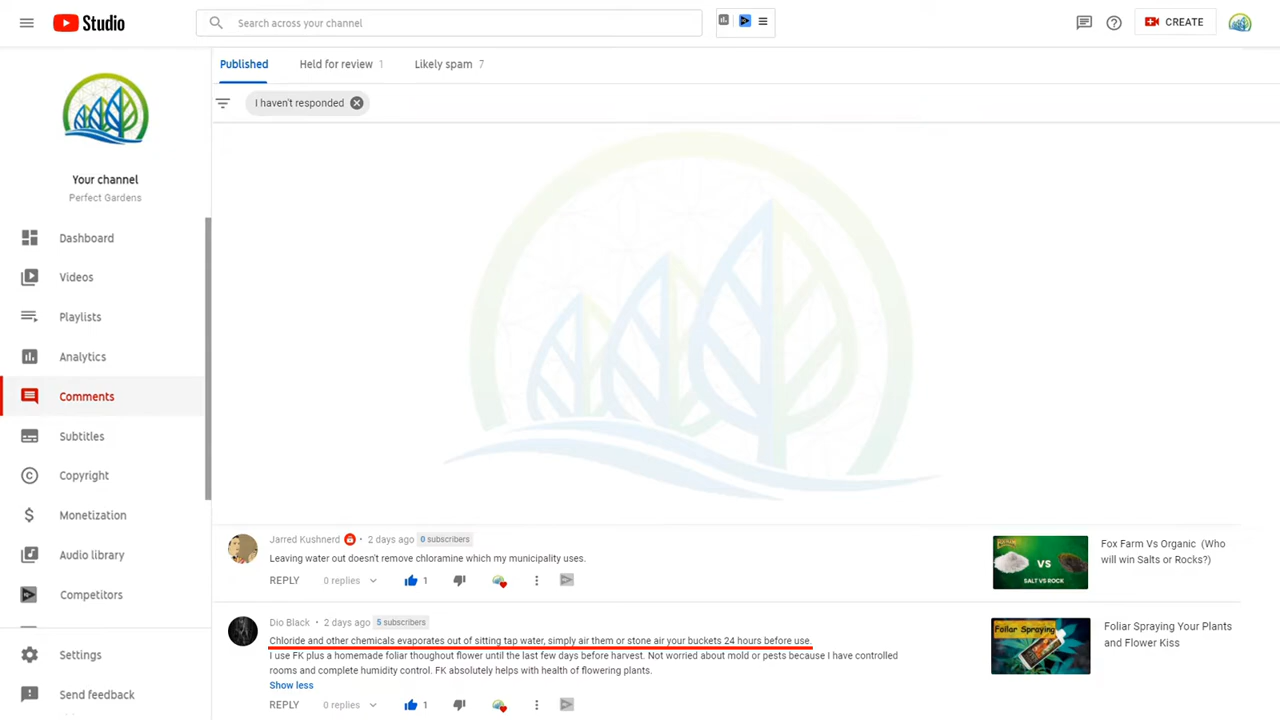 Studio
Search across your channel
CREATE
Published
Held for review 1
Likely spam 7
I haven't responded
Your channel
Perfect Gardens
Dashboard
Videos
Playlists
Analytics
Comments
Subtitles
Copyright
Monetization
Audio library
Competitors
Settings
Send feedback
Jarred Kushnerd • 2 days ago 0 subscribers
Leaving water out doesn't remove chloramine which my municipality uses.
REPLY 0 replies 1
VS
SALT VS ROCK
Fox Farm Vs Organic (Who
will win Salts or Rocks?)
Dio Black • 2 days ago 5 subscribers
Chloride and other chemicals evaporates out of sitting tap water, simply air them or stone air your buckets 24 hours before use.
I use FK plus a homemade foliar thoughout flower until the last few days before harvest. Not worried about mold or pests because I have controlled
rooms and complete humidity control. FK absolutely helps with health of flowering plants.
Show less
REPLY 0 replies 1
Foliar Spraying
Foliar Spraying Your Plants
and Flower Kiss